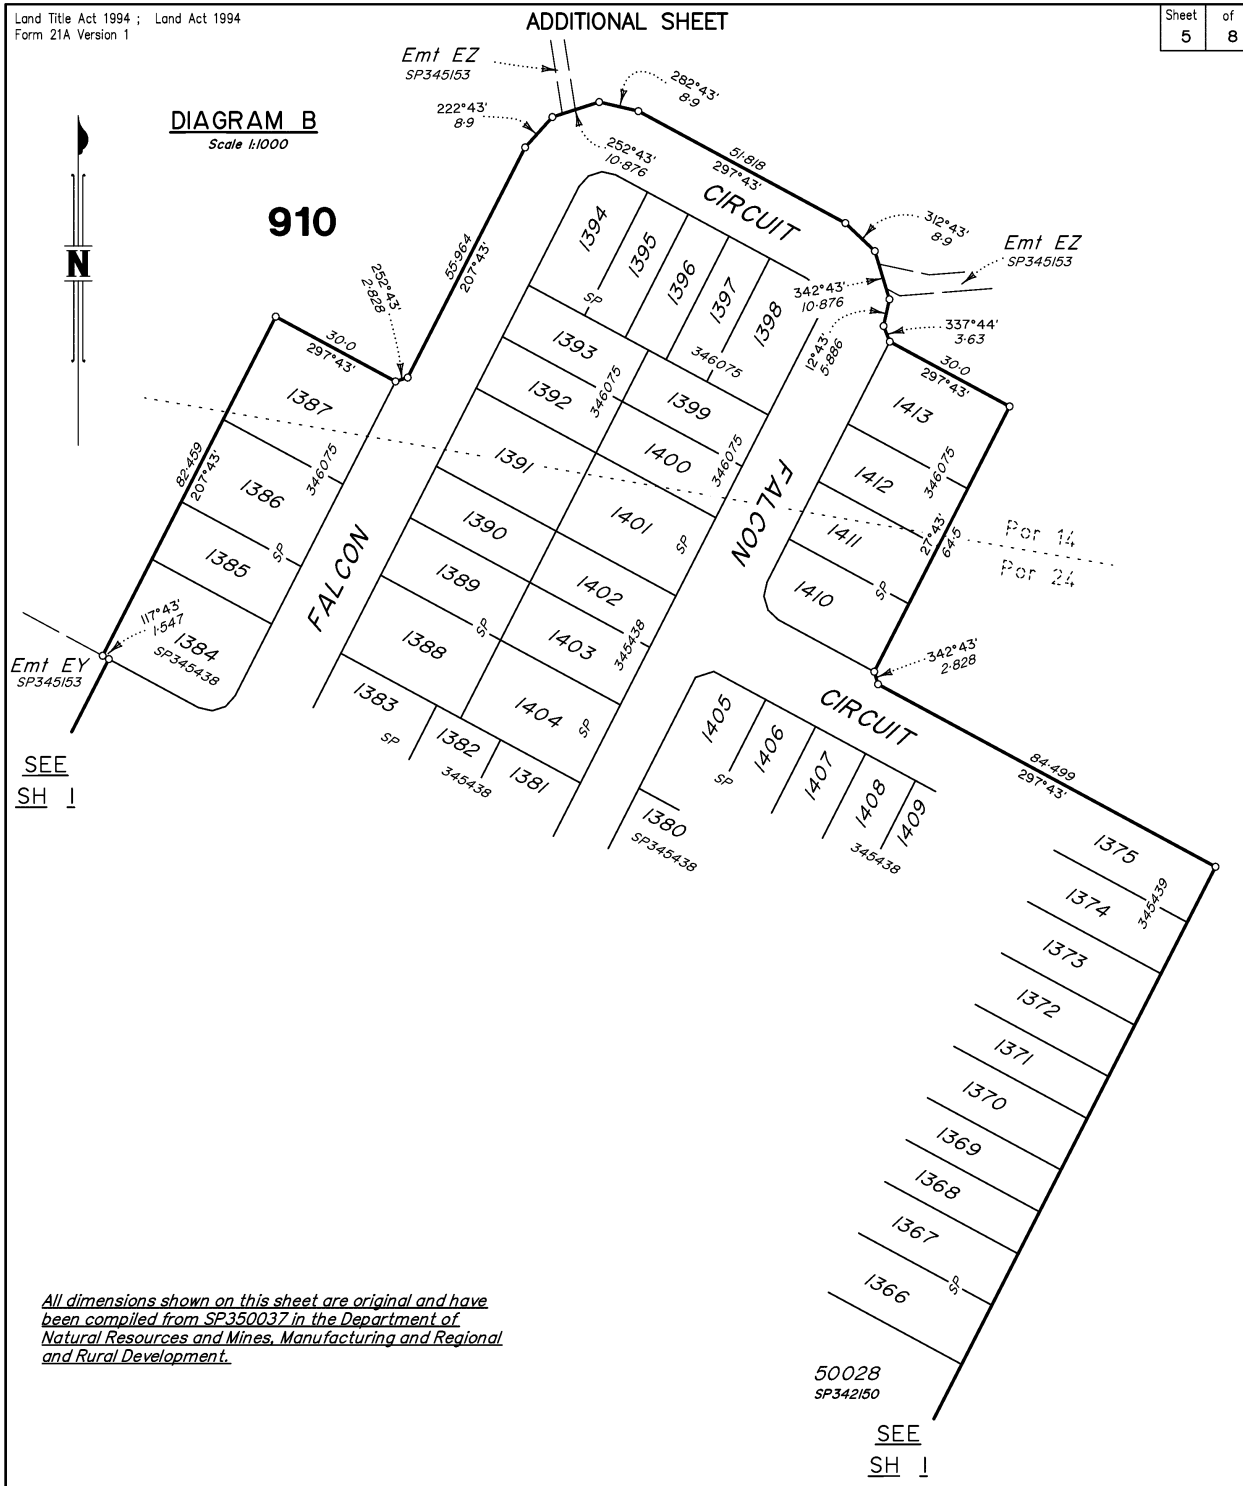 Land Title Act 1994 ; Land Act 1994
Form 21A Version 1
ADDITIONAL SHEET
Sheet of
5 8
DIAGRAM B
Scale 1:1000
910
N
Emt EZ
SP345153
222°43'
8·9
252°43'
10·876
282°43'
8·9
51·818
297°43'
CIRCUIT
312°43'
8·9
Emt EZ
SP345153
342°43'
10·876
12°43'
5·886
337°44'
3·63
30·0
297°43'
55·964
207°43'
252°43'
2·828
30·0
297°43'
82·459
207°43'
1394
1395
1396
1397
1398
SP
346075
1393
1392
346075
1399
1400
346075
1391
1401
SP
1390
1402
1389
1403
SP
345438
1388
1404
SP
1387
1386
346075
1385
SP
1384
SP345438
117°43'
1·547
Emt EY
SP345153
FALCON
FALCON
1413
1412
346075
1411
1410
SP
27°43'
64·5
Por 14
Por 24
342°43'
2·828
CIRCUIT
84·499
297°43'
1383
SP
1382
345438
1381
1380
SP345438
1405
1406
SP
1407
1408
1409
345438
SEE
SH 1
1375
345439
1374
1373
1372
1371
1370
1369
1368
1367
SP
1366
50028
SP342150
SEE
SH 1
All dimensions shown on this sheet are original and have
been compiled from SP350037 in the Department of
Natural Resources and Mines, Manufacturing and Regional
and Rural Development.